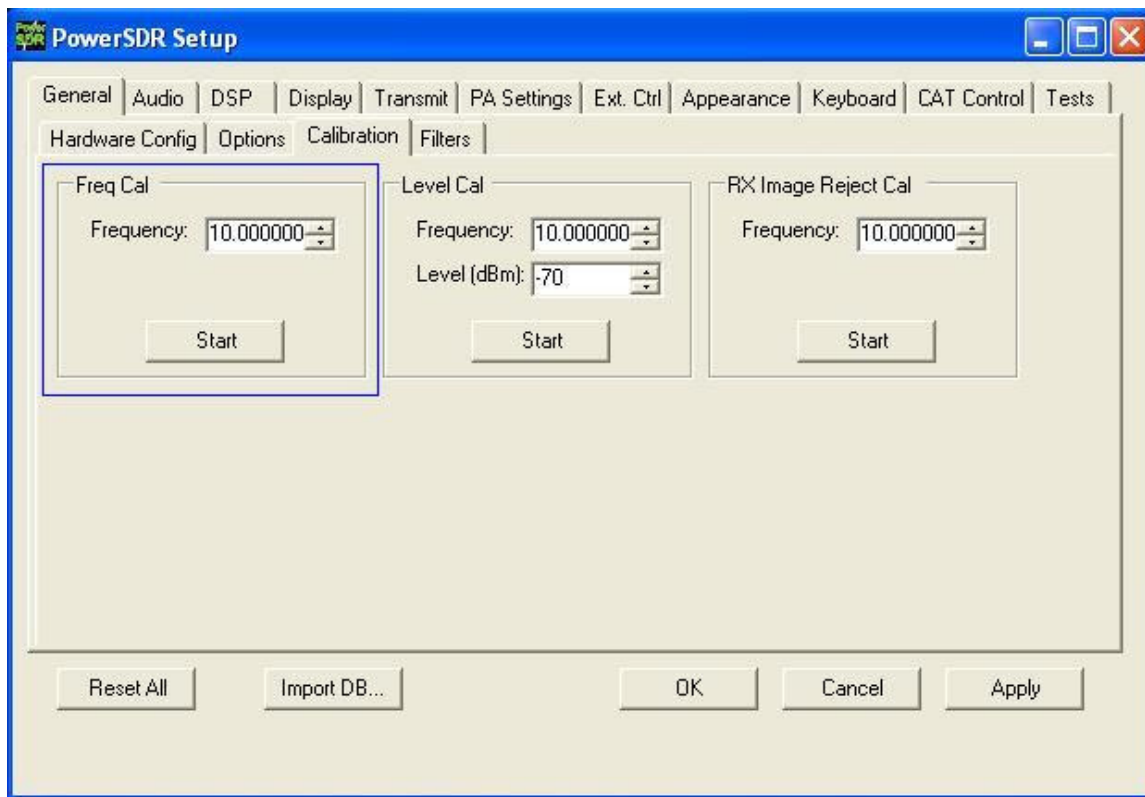 Power SDR PowerSDR Setup
General Audio DSP Display Transmit PA Settings Ext. Ctrl Appearance Keyboard CAT Control Tests
Hardware Config Options Calibration Filters
Freq Cal
Frequency: 10.000000
Start
Level Cal
Frequency: 10.000000
Level (dBm): -70
Start
RX Image Reject Cal
Frequency: 10.000000
Start
Reset All Import DB... OK Cancel Apply